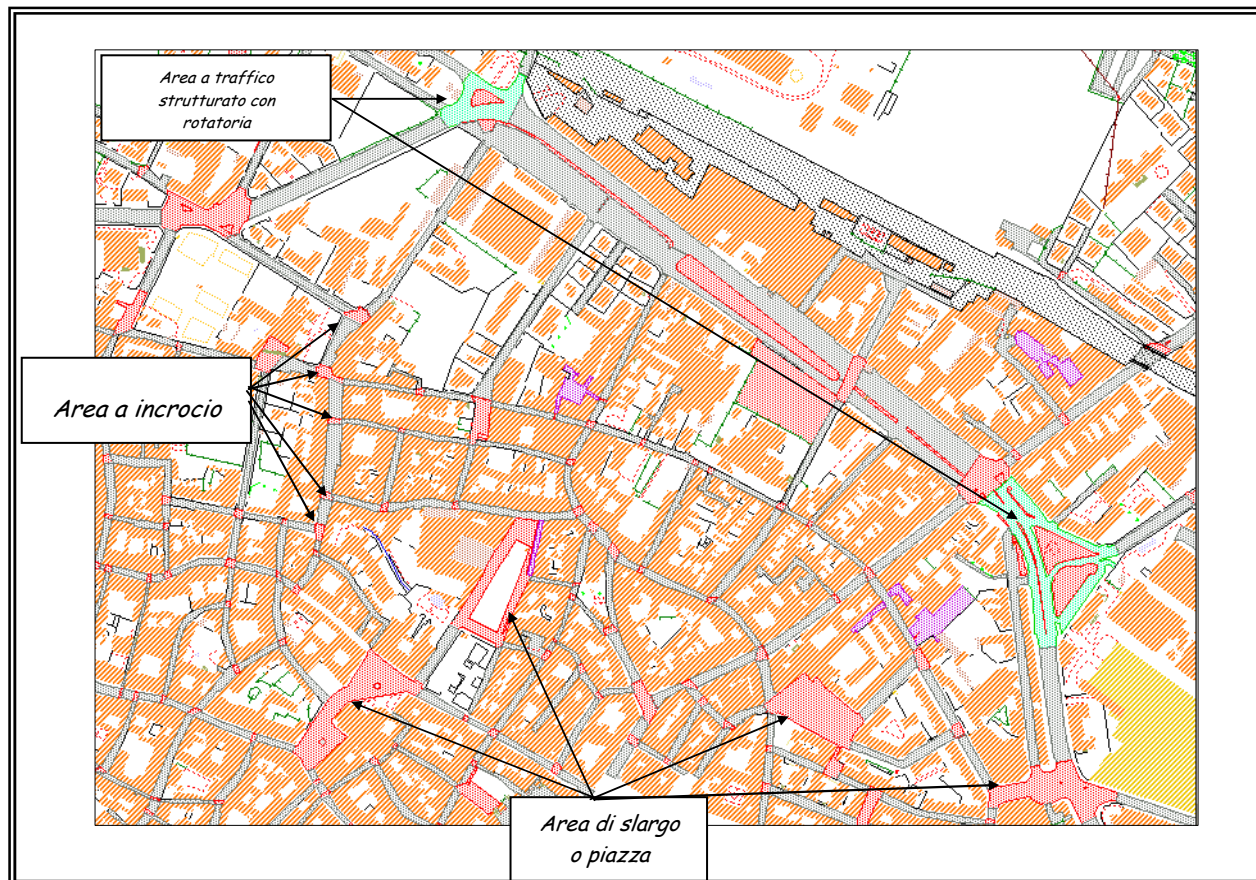 Area a traffico
strutturato con
rotatoria
Area a incrocio
Area di slargo
o piazza